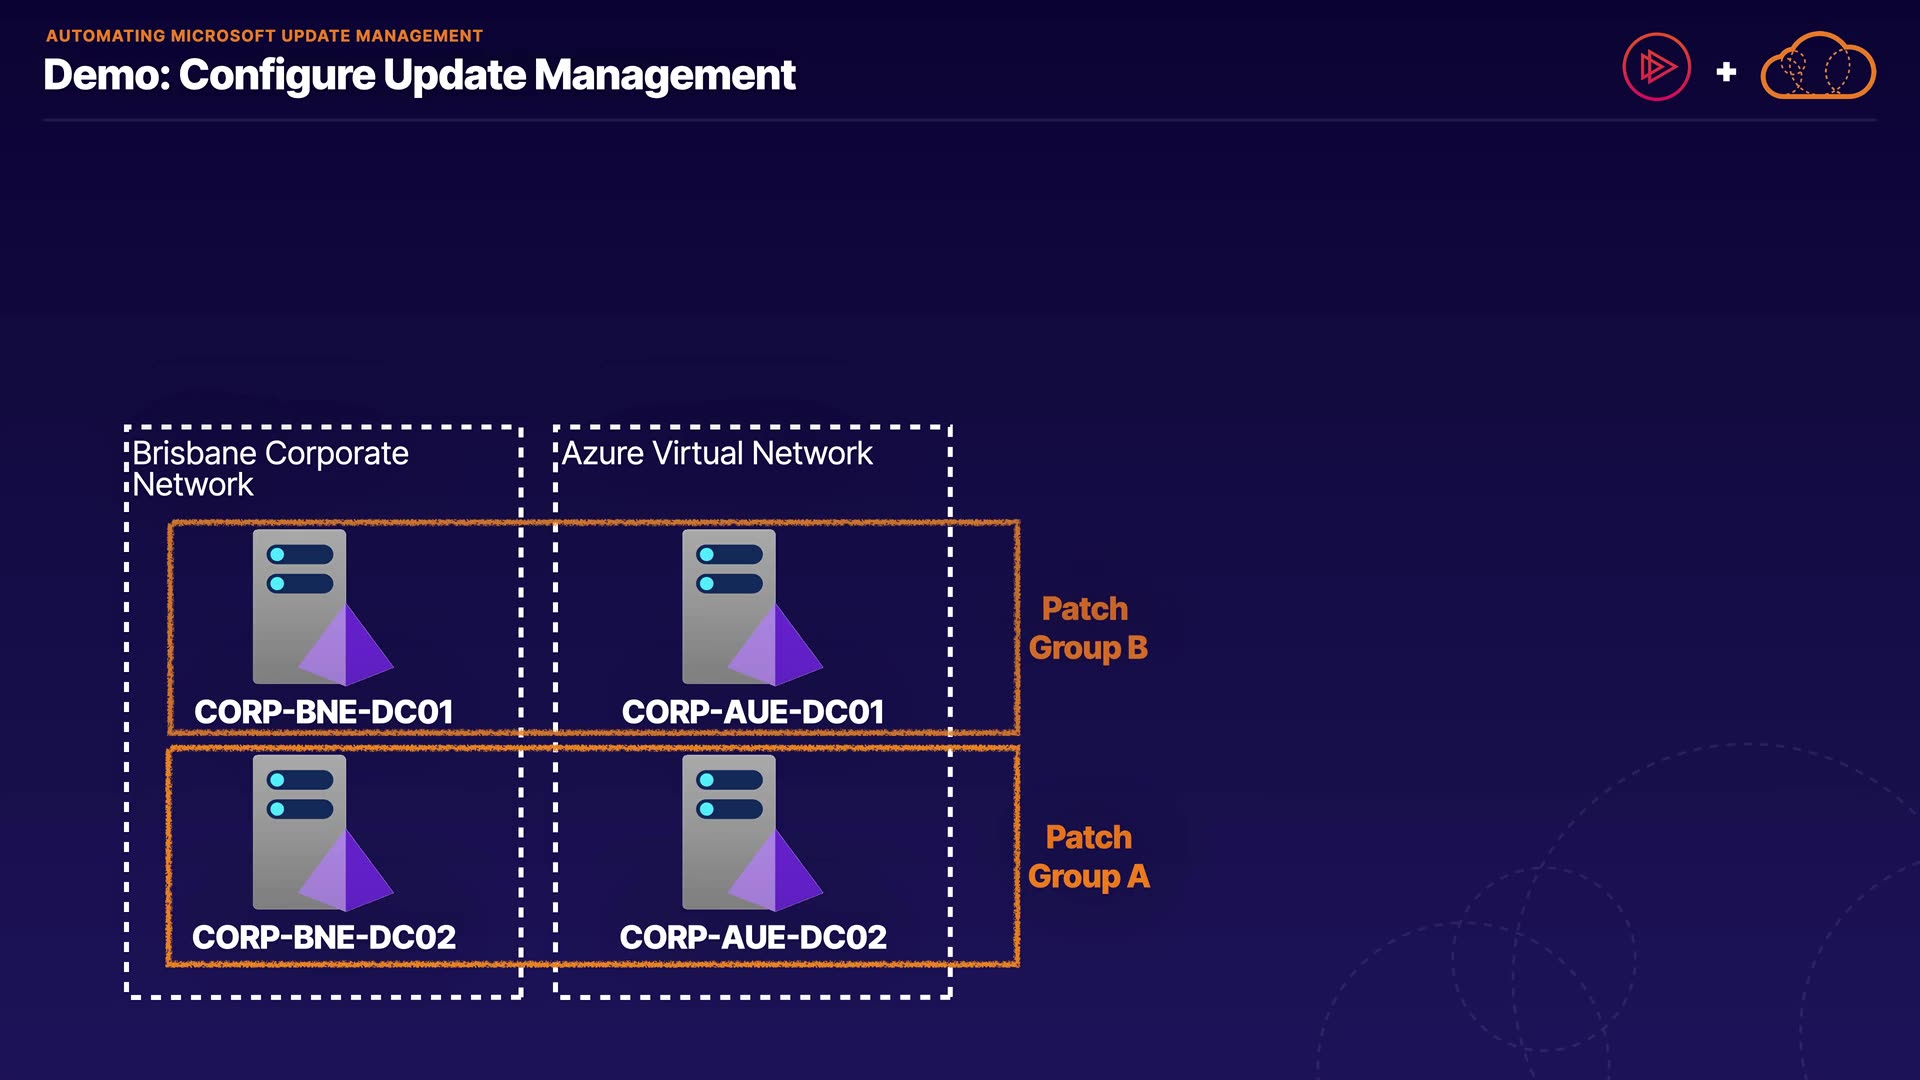 AUTOMATING MICROSOFT UPDATE MANAGEMENT
Demo: Configure Update Management
Brisbane Corporate
Network
Azure Virtual Network
CORP-BNE-DC01
CORP-AUE-DC01
Patch
Group B
CORP-BNE-DC02
CORP-AUE-DC02
Patch
Group A